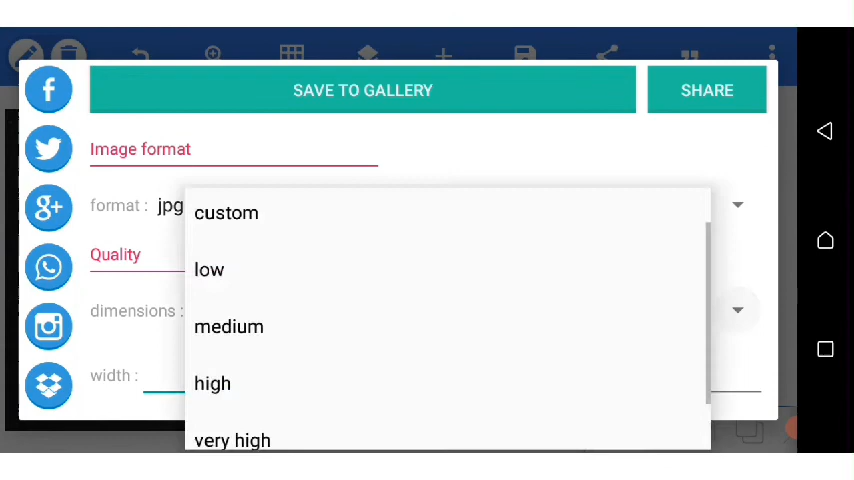 SAVE TO GALLERY
SHARE
Image format
format : jpg
custom
Quality
low
dimensions :
medium
width :
high
very high